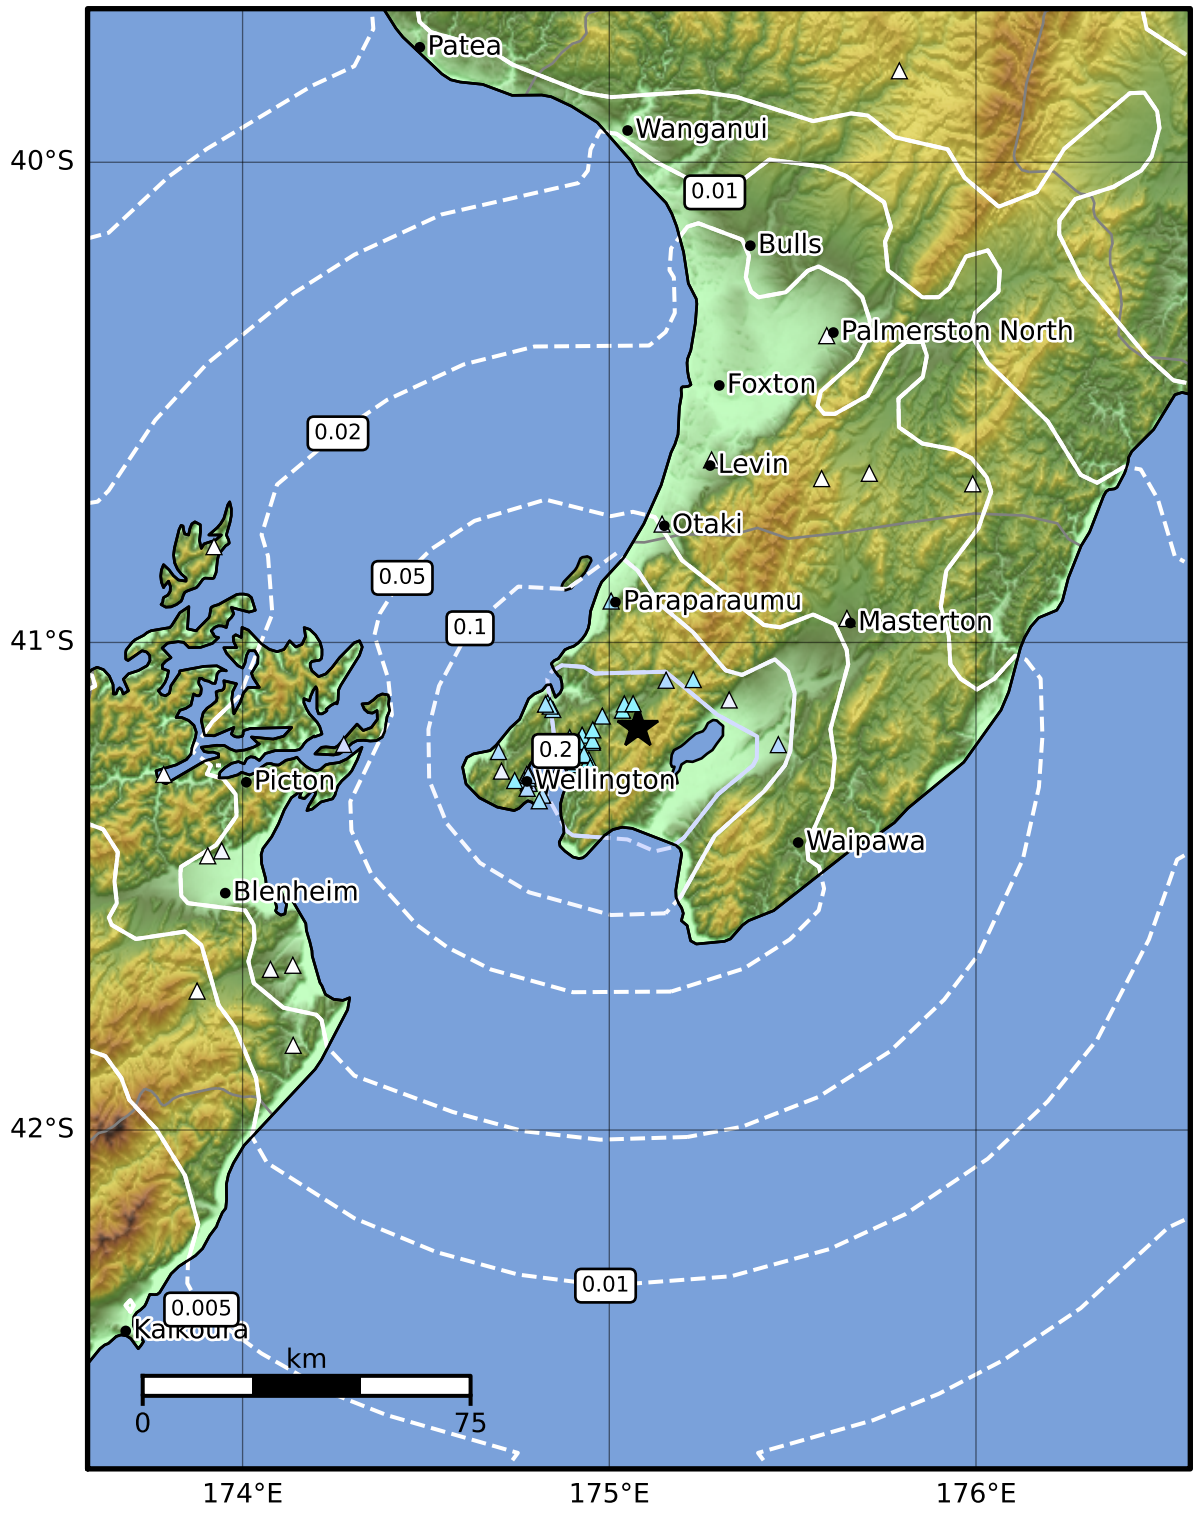 Patea
Wanganui
40°S
0.01
Bulls
Palmerston North
Foxton
0.02
Levin
Otaki
0.05
Paraparaumu
0.1
Masterton
41°S
0.2
Wellington
Picton
Waipawa
Blenheim
42°S
0.01
0.005
Kaikoura
km
0
75
174°E
175°E
176°E